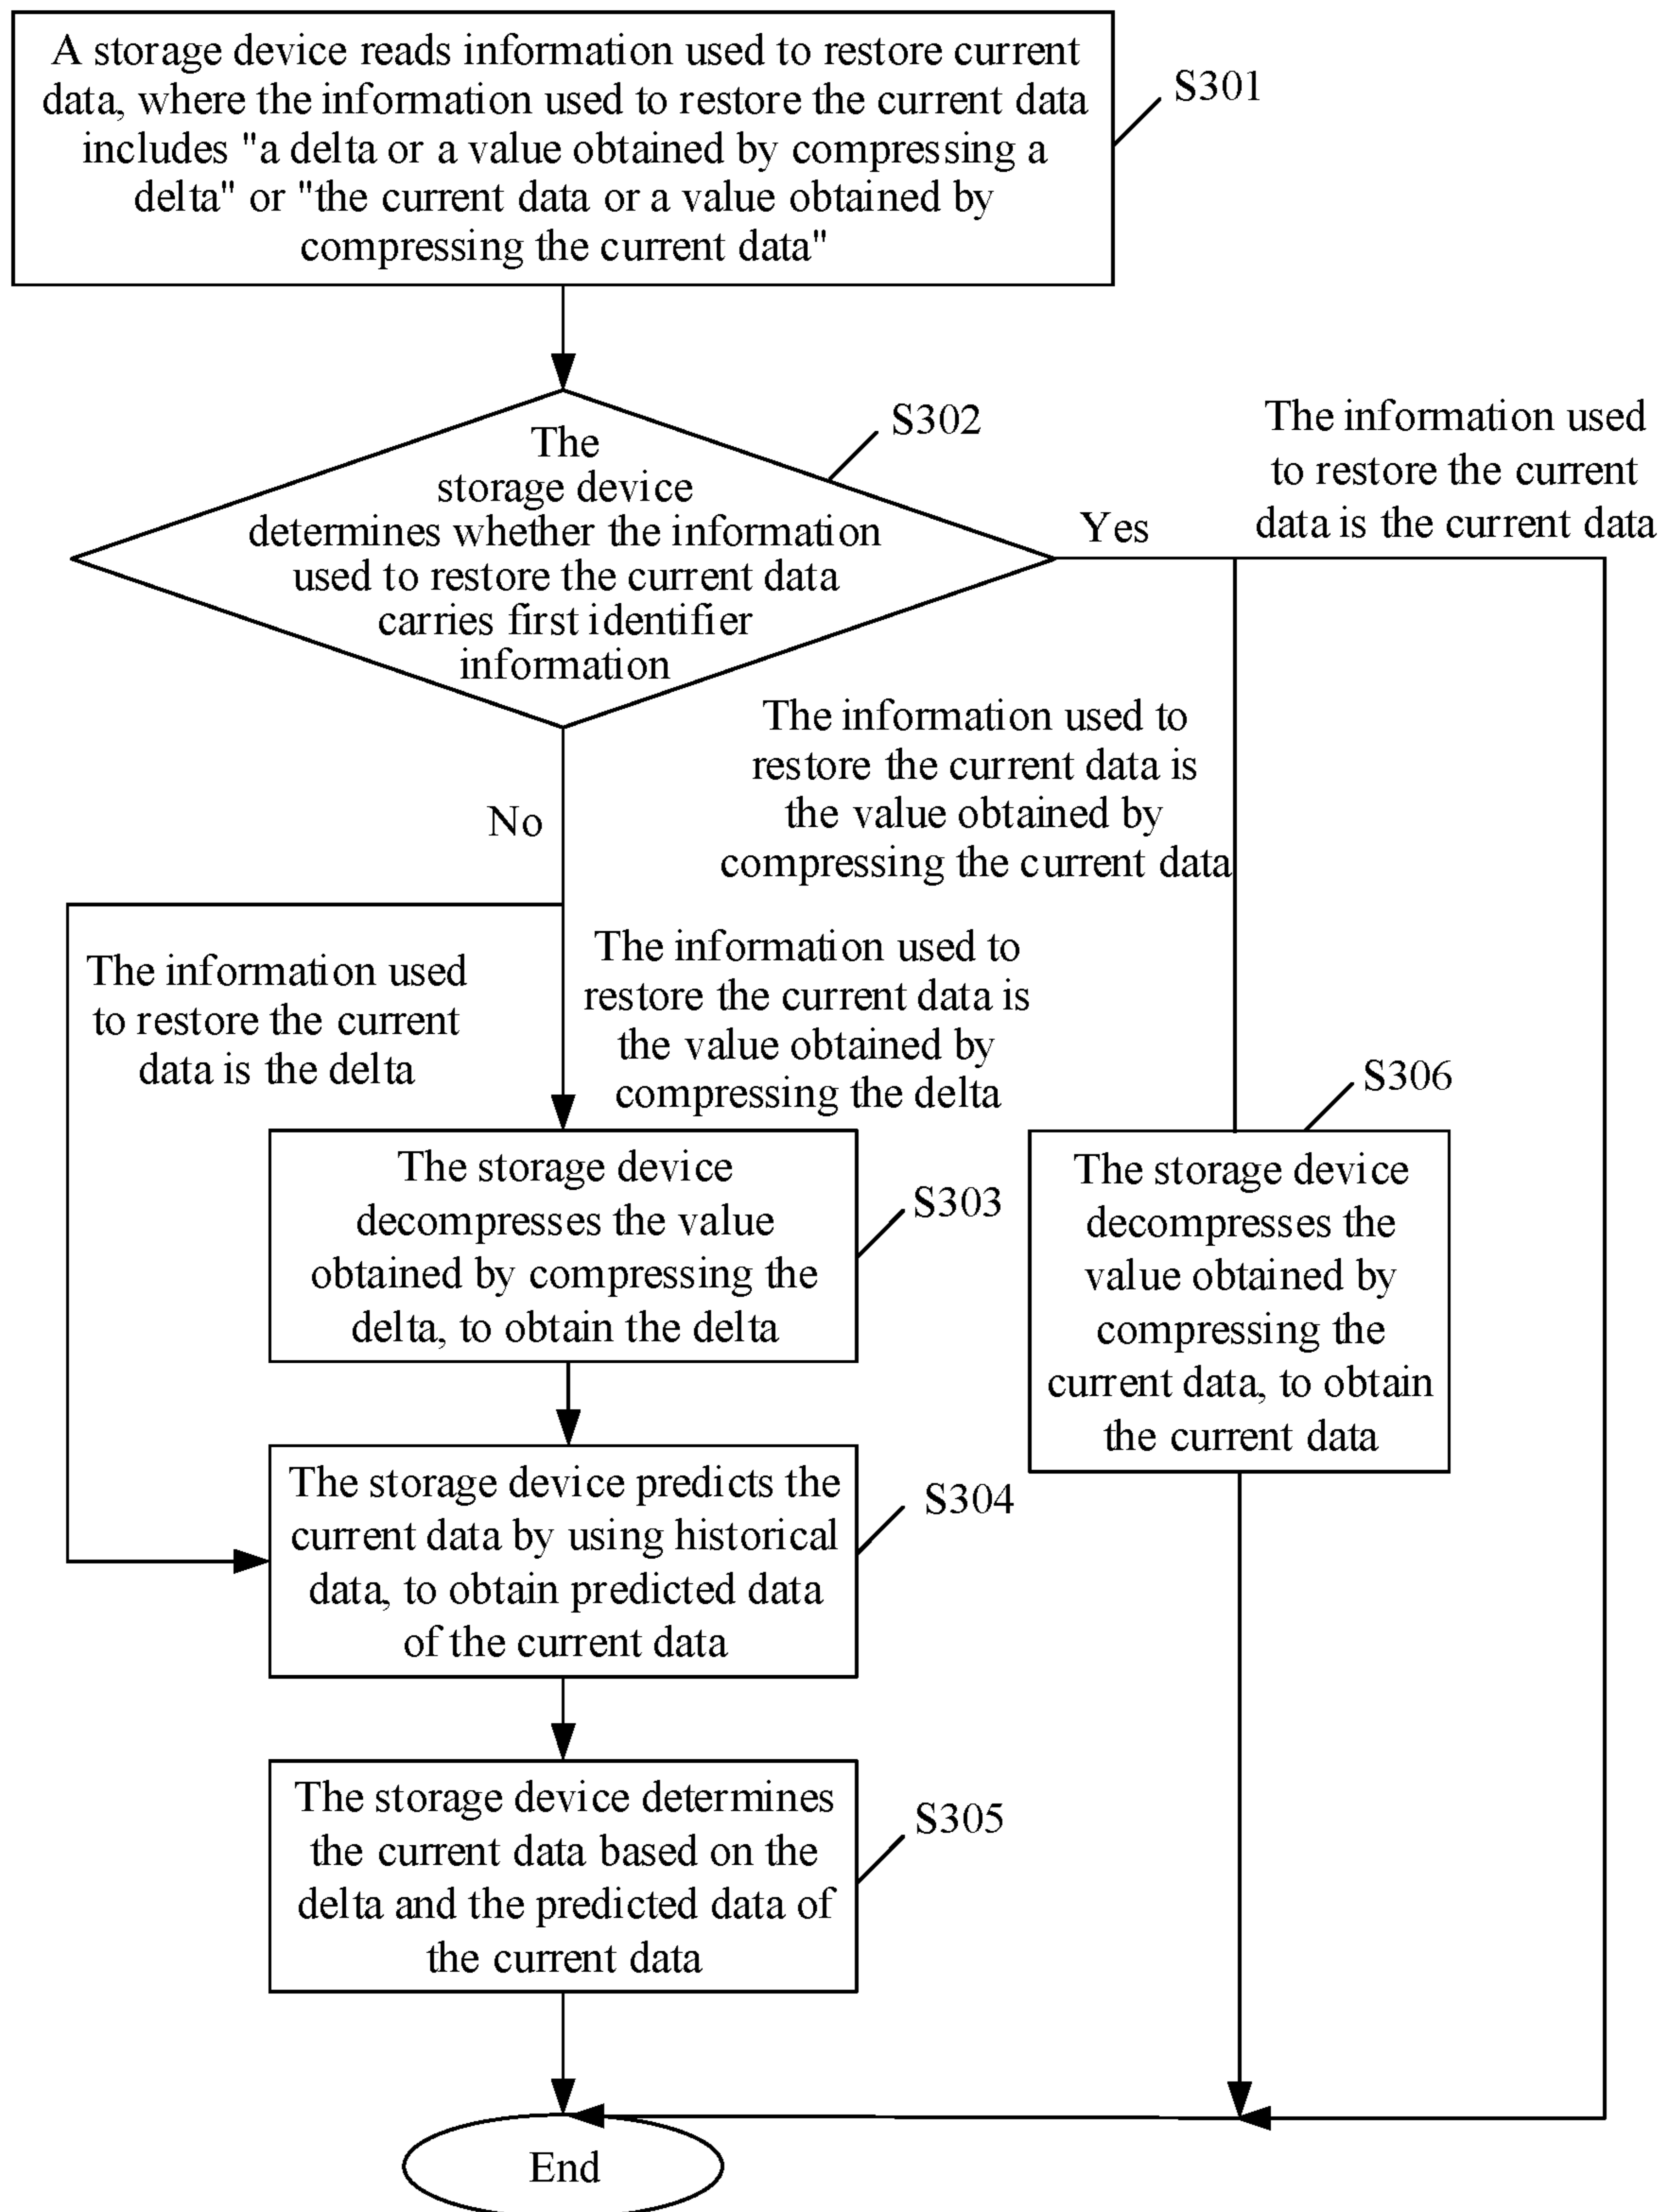 A storage device reads information used to restore current
data, where the information used to restore the current data
includes "a delta or a value obtained by compressing a
delta" or "the current data or a value obtained by
compressing the current data"
S301
S302
The
storage device
determines whether the information
used to restore the current data
carries first identifier
information
Yes
The information used
to restore the current
data is the current data
No
The information used to
restore the current data is
the value obtained by
compressing the current data
The information used
to restore the current
data is the delta
The information used to
restore the current data is
the value obtained by
compressing the delta
The storage device
decompresses the value
obtained by compressing the
delta, to obtain the delta
S303
S306
The storage device
decompresses the
value obtained by
compressing the
current data, to obtain
the current data
The storage device predicts the
current data by using historical
data, to obtain predicted data
of the current data
S304
The storage device determines
the current data based on the
delta and the predicted data of
the current data
S305
End